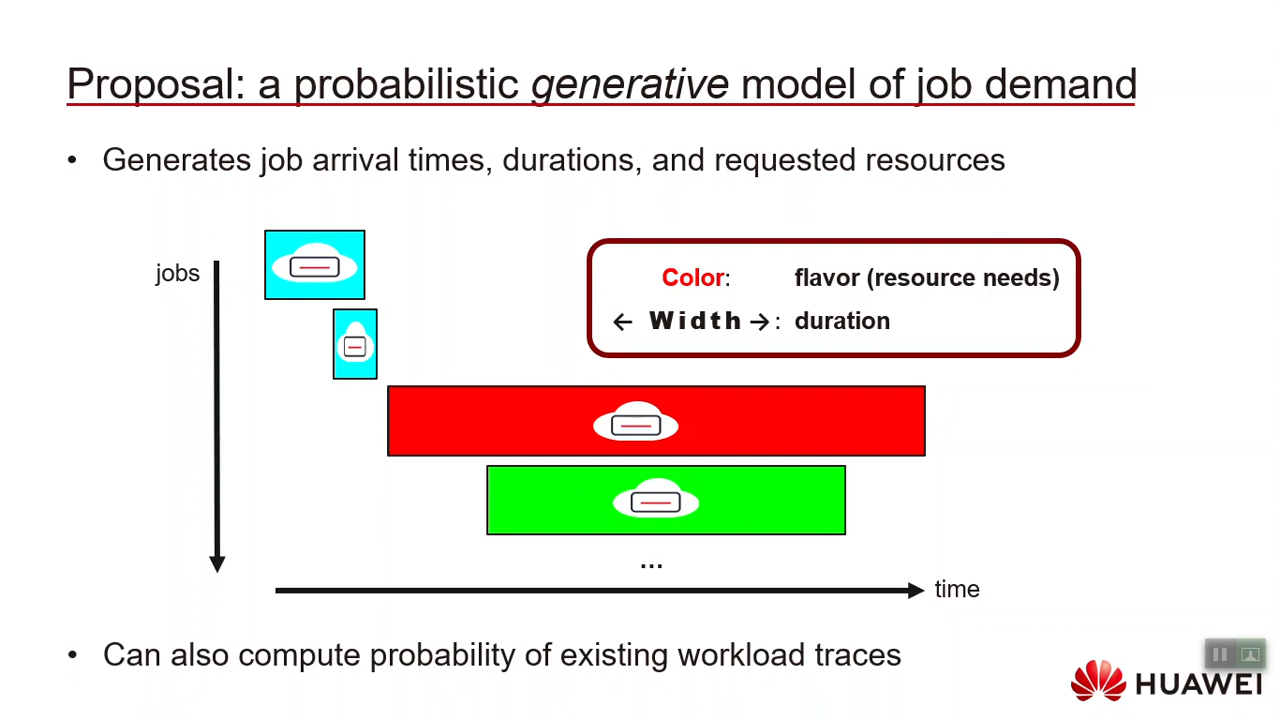 Proposal: a probabilistic generative model of job demand
• Generates job arrival times, durations, and requested resources
jobs
Color: flavor (resource needs)
← Width →: duration
...
time
• Can also compute probability of existing workload traces
HUAWEI